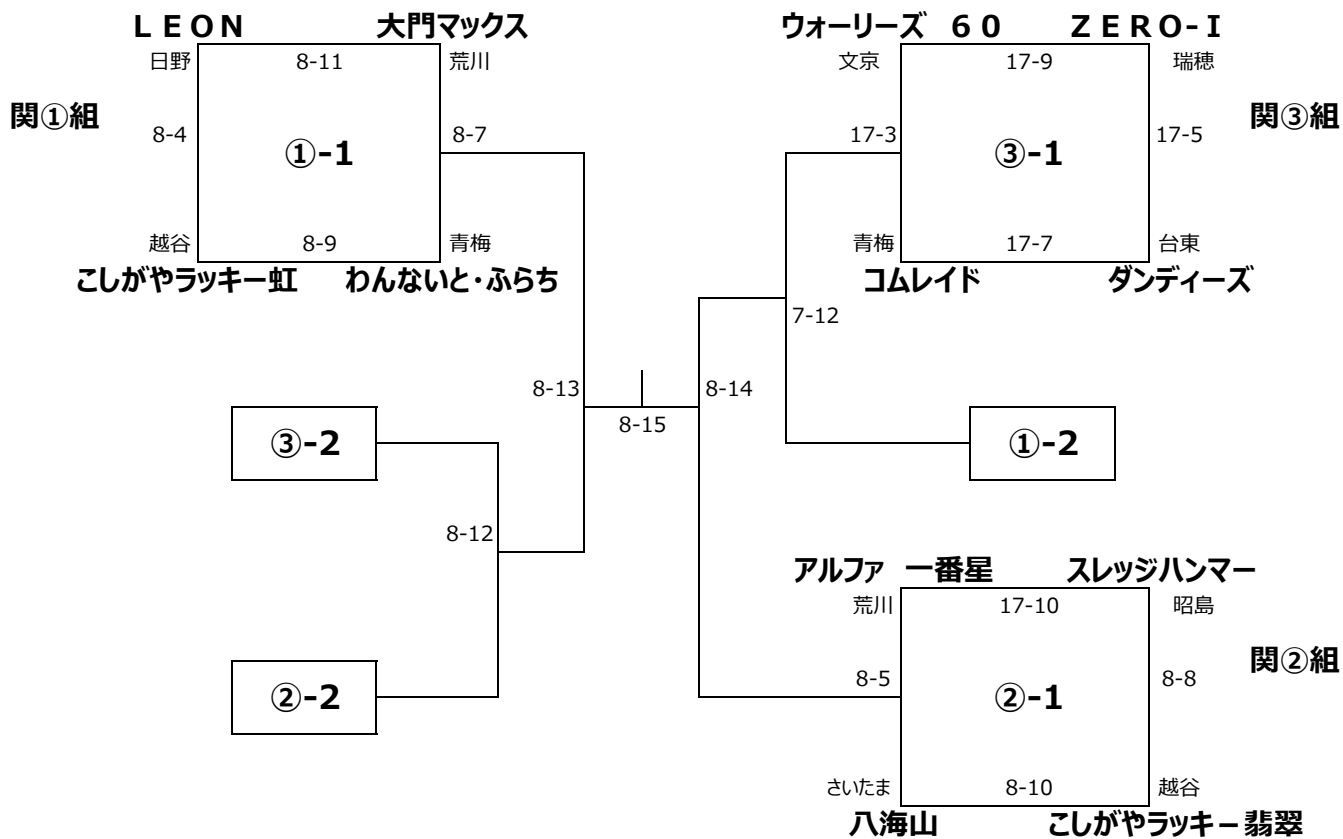 ＬＥＯＮ 大門マックス
日野 8-11 荒川
関①組
8-4 8-7
①-1
越谷 8-9 青梅
こしがやラッキー虹 わんないと・ふらち
ウォーリーズ ６０ ＺＥＲＯ-Ｉ
文京 17-9 瑞穂
関③組
17-3 17-5
③-1
青梅 17-7 台東
コムレイド ダンディーズ
7-12
8-13 8-14
8-15
③-2 ①-2
8-12
②-2
アルファ 一番星 スレッジハンマー
荒川 17-10 昭島
関②組
8-5 8-8
②-1
さいたま 8-10 越谷
八海山 こしがやラッキー翡翠